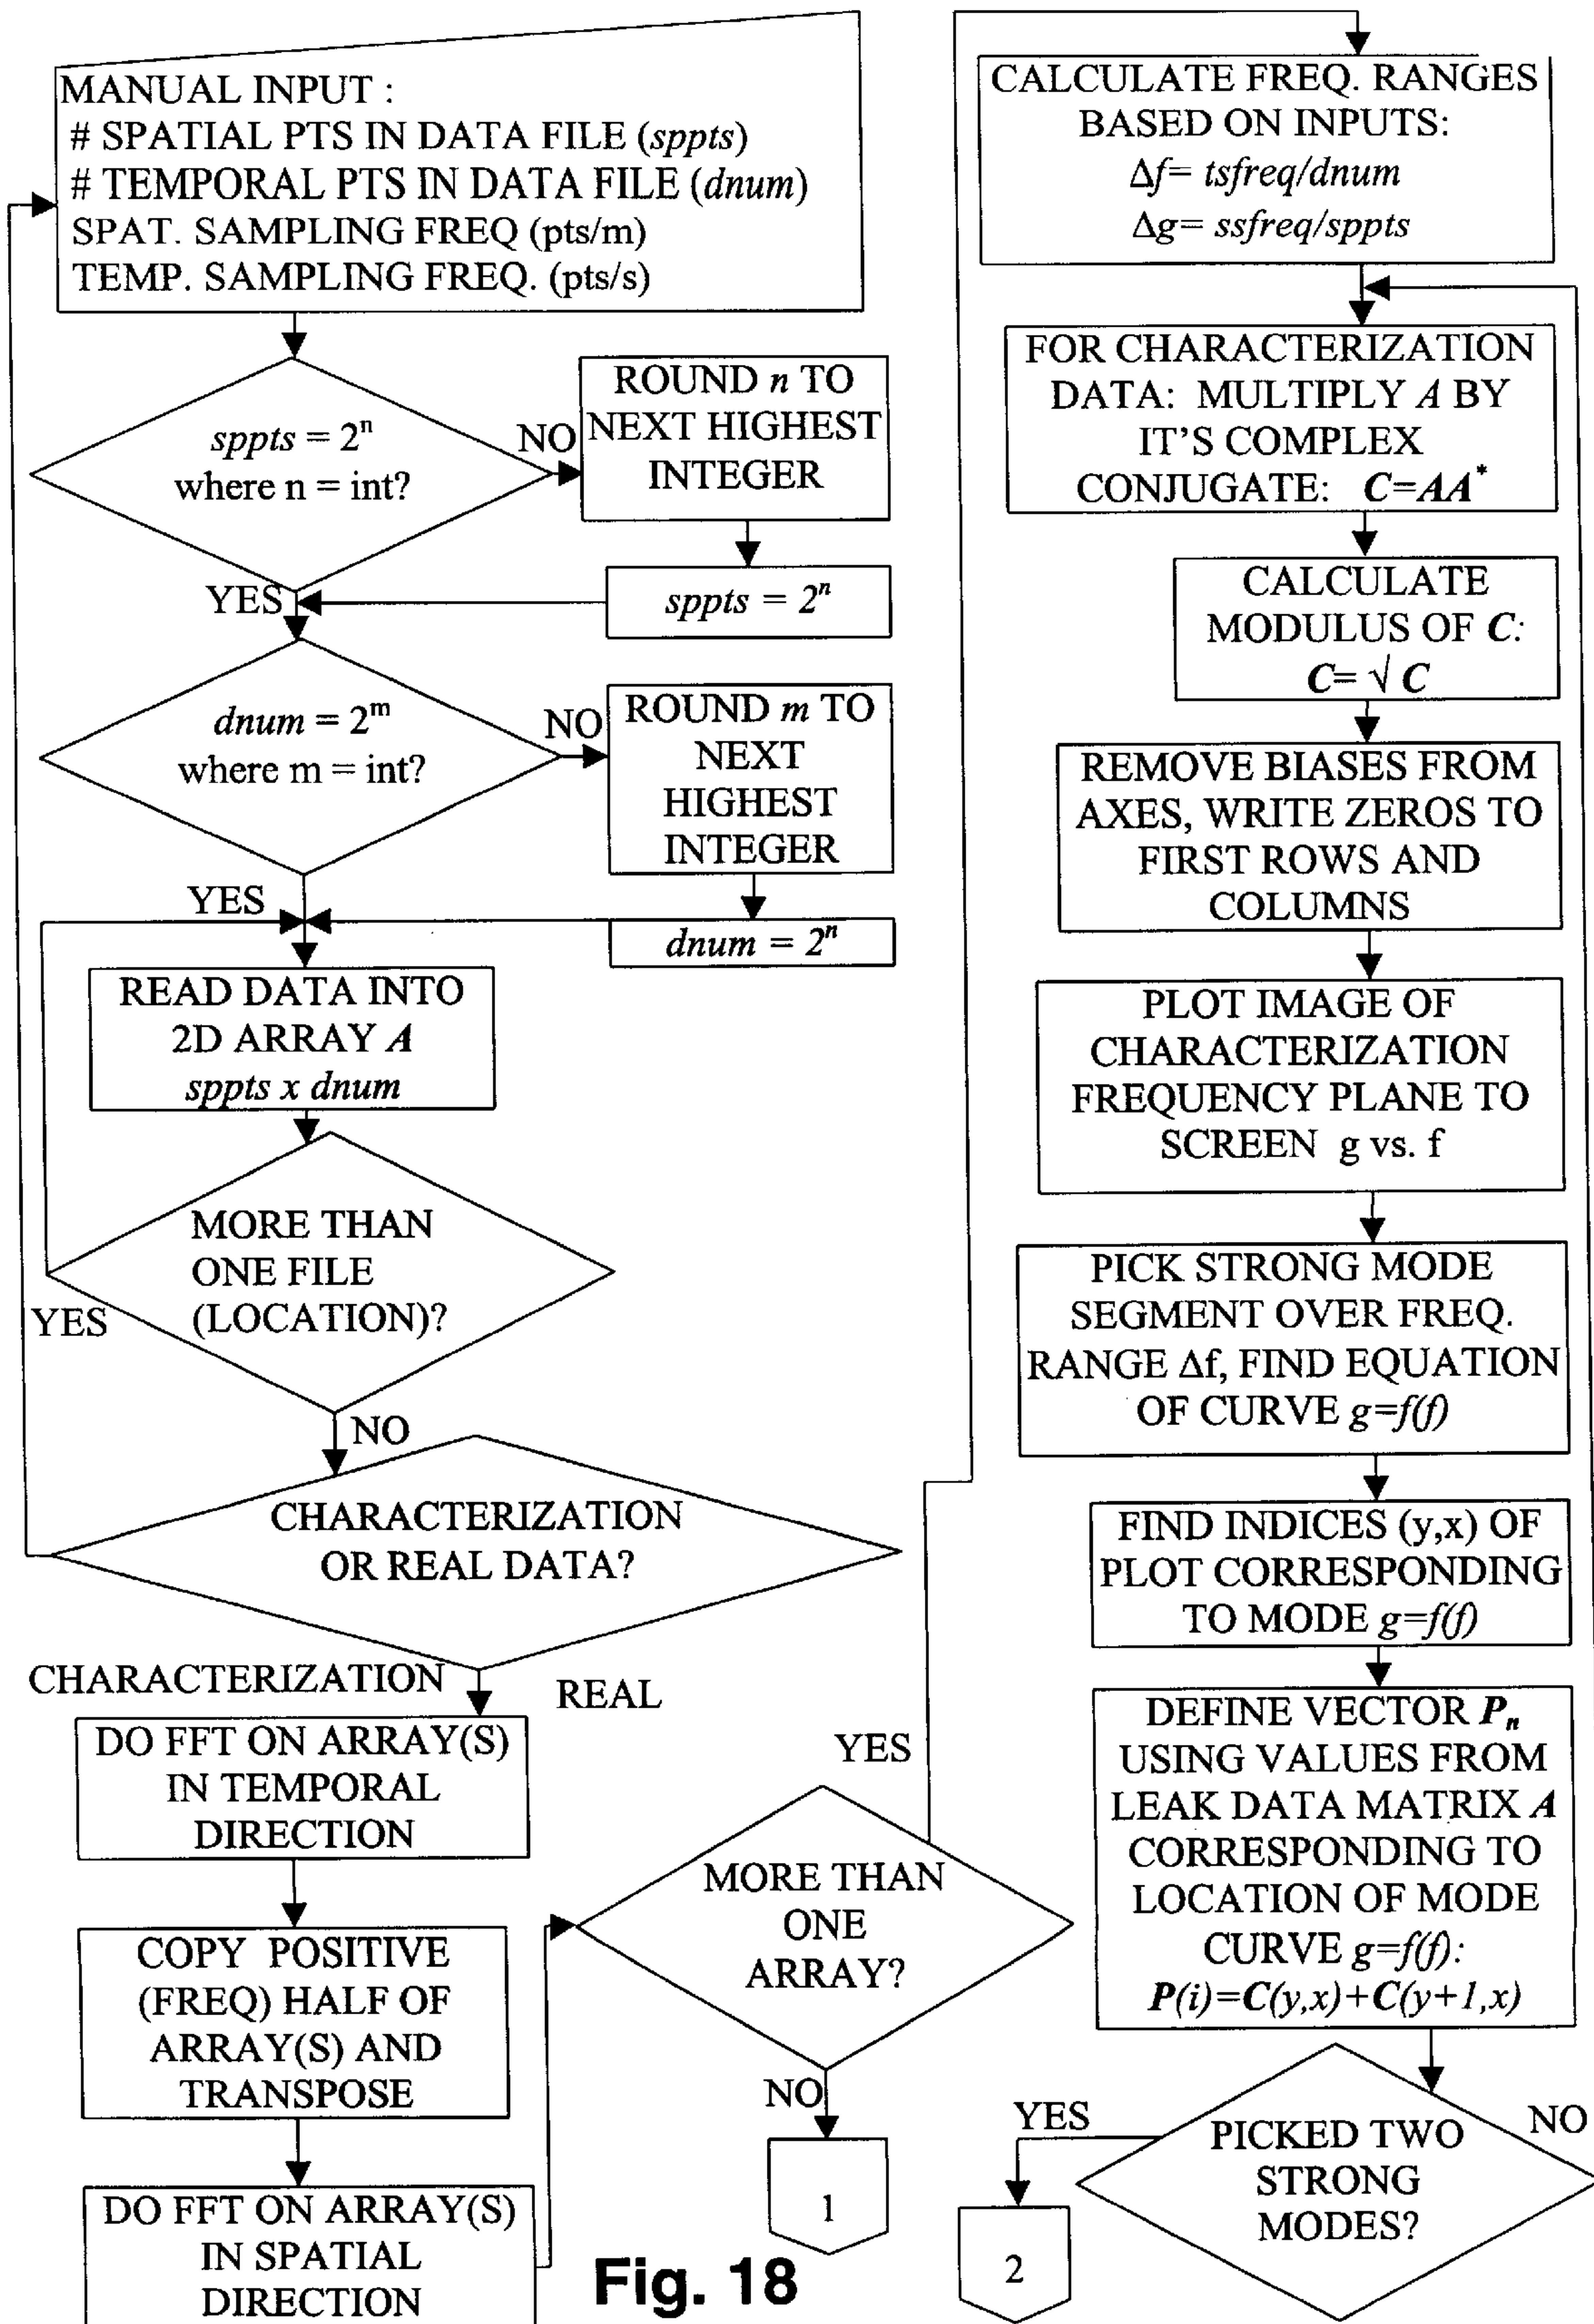 MANUAL INPUT :
# SPATIAL PTS IN DATA FILE (sppts)
# TEMPORAL PTS IN DATA FILE (dnum)
SPAT. SAMPLING FREQ (pts/m)
TEMP. SAMPLING FREQ. (pts/s)
sppts = 2ⁿ
where n = int?
NO
ROUND n TO
NEXT HIGHEST
INTEGER
YES
sppts = 2ⁿ
dnum = 2ᵐ
where m = int?
NO
ROUND m TO
NEXT
HIGHEST
INTEGER
YES
dnum = 2ⁿ
READ DATA INTO
2D ARRAY A
sppts x dnum
MORE THAN
ONE FILE
(LOCATION)?
YES
NO
CHARACTERIZATION
OR REAL DATA?
CHARACTERIZATION
REAL
DO FFT ON ARRAY(S)
IN TEMPORAL
DIRECTION
COPY POSITIVE
(FREQ) HALF OF
ARRAY(S) AND
TRANSPOSE
DO FFT ON ARRAY(S)
IN SPATIAL
DIRECTION
YES
MORE THAN
ONE
ARRAY?
NO
1
CALCULATE FREQ. RANGES
BASED ON INPUTS:
Δf= tsfreq/dnum
Δg= ssfreq/sppts
FOR CHARACTERIZATION
DATA: MULTIPLY A BY
IT'S COMPLEX
CONJUGATE: C=AA*
CALCULATE
MODULUS OF C:
C= √ C
REMOVE BIASES FROM
AXES, WRITE ZEROS TO
FIRST ROWS AND
COLUMNS
PLOT IMAGE OF
CHARACTERIZATION
FREQUENCY PLANE TO
SCREEN g vs. f
PICK STRONG MODE
SEGMENT OVER FREQ.
RANGE Δf, FIND EQUATION
OF CURVE g=f(f)
FIND INDICES (y,x) OF
PLOT CORRESPONDING
TO MODE g=f(f)
DEFINE VECTOR Pₙ
USING VALUES FROM
LEAK DATA MATRIX A
CORRESPONDING TO
LOCATION OF MODE
CURVE g=f(f):
P(i)=C(y,x)+C(y+1,x)
YES
PICKED TWO
STRONG
MODES?
NO
2
Fig. 18